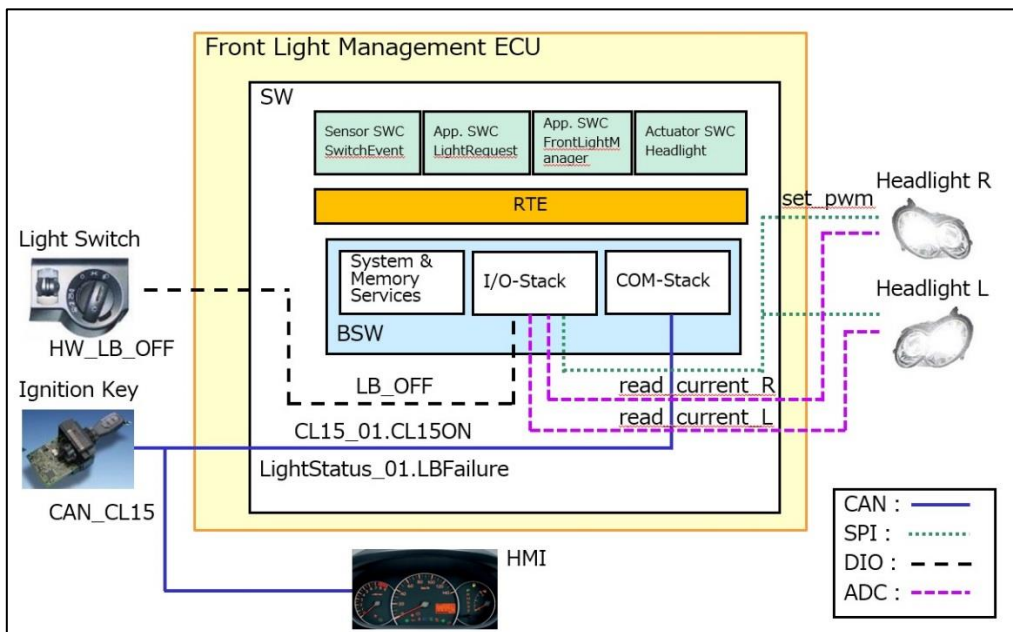 Front Light Management ECU
SW
Sensor SWC
SwitchEvent
App. SWC
LightRequest
App. SWC
FrontLightM
anager
Actuator SWC
Headlight
RTE
System &
Memory
Services
I/O-Stack
COM-Stack
BSW
Light Switch
HW_LB_OFF
LB_OFF
Ignition Key
CL15_01.CL15ON
LightStatus_01.LBFailure
CAN_CL15
HMI
set_pwm
Headlight R
Headlight L
read_current_R
read_current_L
CAN :
SPI :
DIO :
ADC :